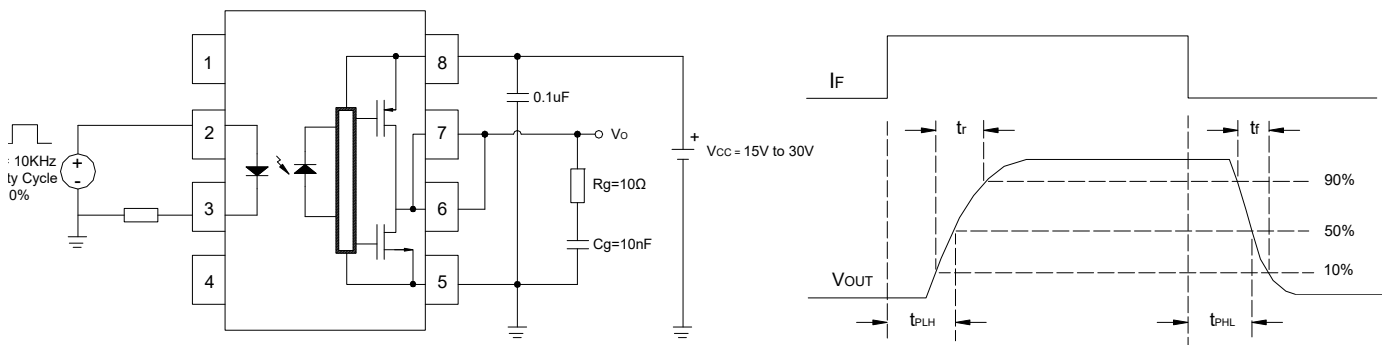 1
2
3
4
8
7
6
5
= 10KHz
ty Cycle
0%
+
-
0.1uF
VO
Rg=10Ω
Cg=10nF
+
VCC = 15V to 30V
IF
tr
tf
90%
50%
10%
VOUT
tPLH
tPHL